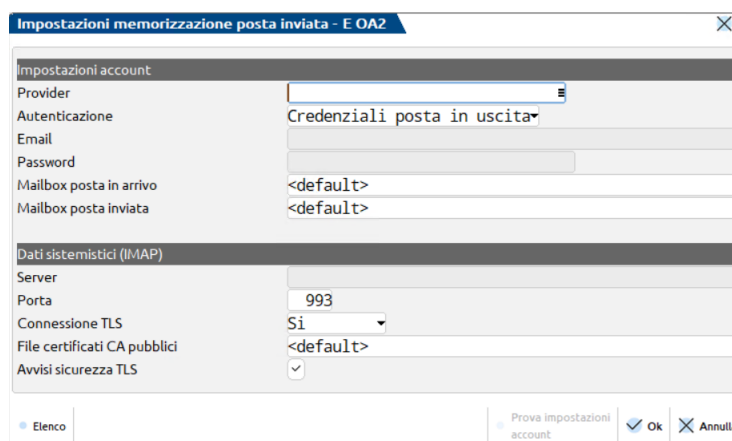 Impostazioni memorizzazione posta inviata - E OA2
Impostazioni account
Provider
Autenticazione Credenziali posta in uscita
Email
Password
Mailbox posta in arrivo <default>
Mailbox posta inviata <default>
Dati sistemistici (IMAP)
Server
Porta 993
Connessione TLS Si
File certificati CA pubblici <default>
Avvisi sicurezza TLS
Elenco
Prova impostazioni
account
Ok
Annulla